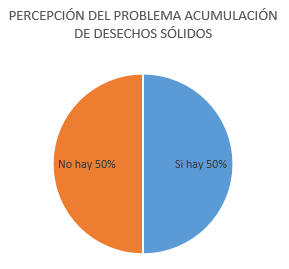 PERCEPCIÓN DEL PROBLEMA ACUMULACIÓN
DE DESECHOS SÓLIDOS
No hay 50%
Si hay 50%